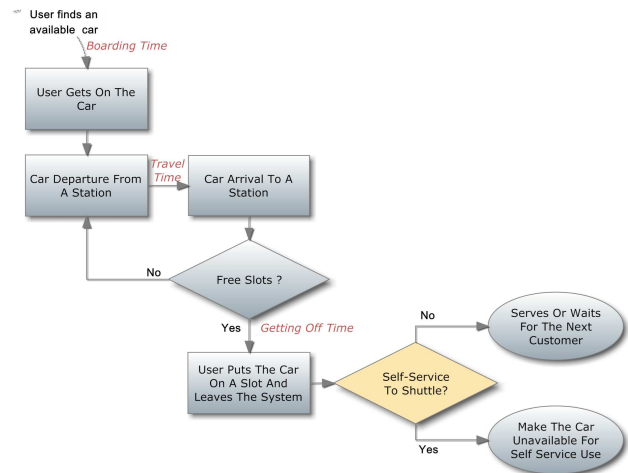 User finds an
available car
Boarding Time
User Gets On The
Car
Car Departure From
A Station
Travel
Time
Car Arrival To A
Station
No
Free Slots ?
Yes
Getting Off Time
User Puts The Car
On A Slot And
Leaves The System
Self-Service
To Shuttle?
No
Serves Or Waits
For The Next
Customer
Yes
Make The Car
Unavailable For
Self Service Use